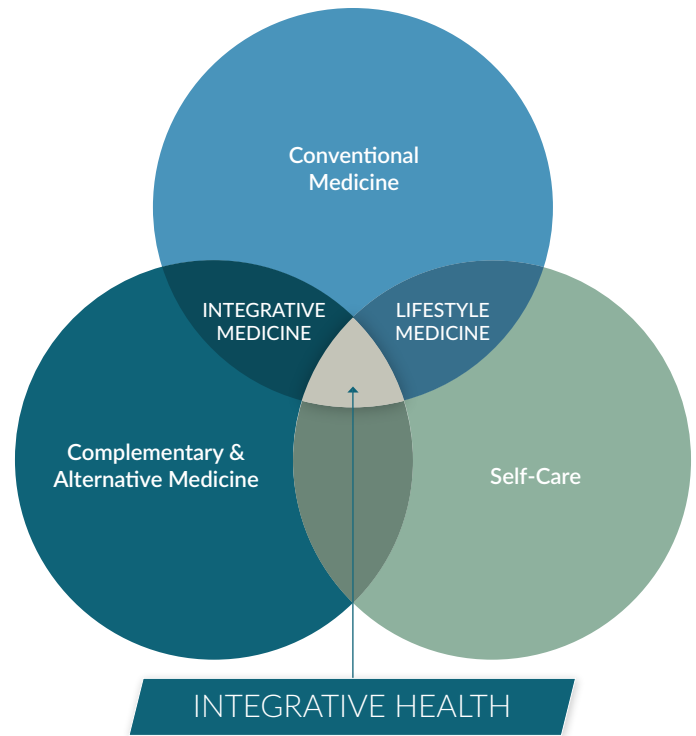 Conventional
Medicine
INTEGRATIVE
MEDICINE
LIFESTYLE
MEDICINE
Complementary &
Alternative Medicine
Self-Care
INTEGRATIVE HEALTH